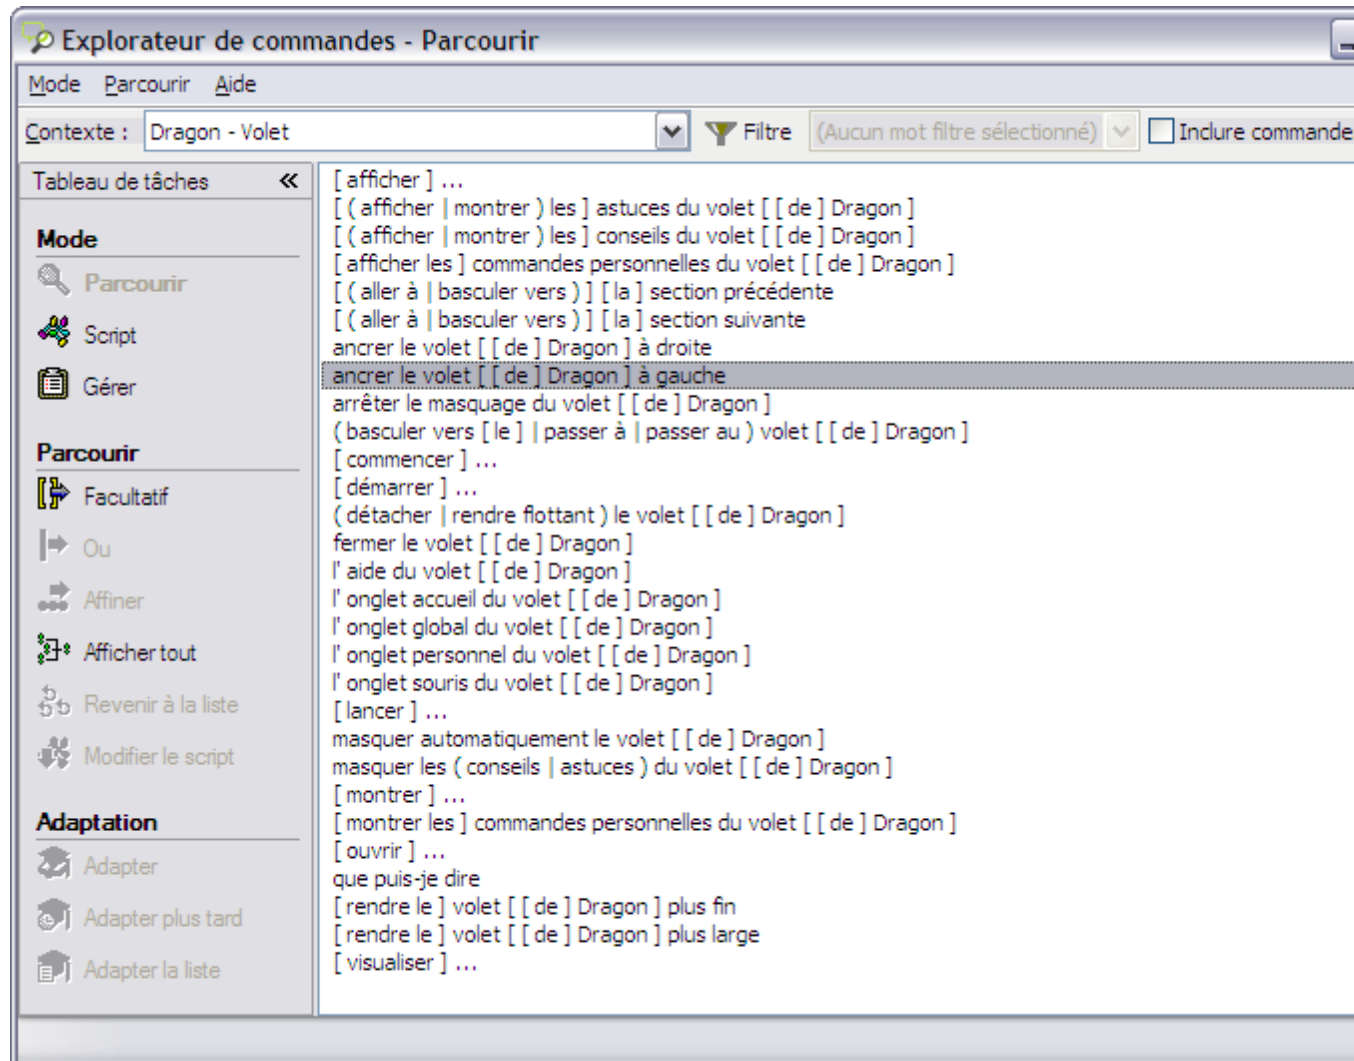 Explorateur de commandes - Parcourir
Mode Parcourir Aide
Contexte : Dragon - Volet Filtre (Aucun mot filtre sélectionné) Inclure commande
Tableau de tâches «
Mode
Parcourir
Script
Gérer
Parcourir
Facultatif
Ou
Affiner
Afficher tout
Revenir à la liste
Modifier le script
Adaptation
Adapter
Adapter plus tard
Adapter la liste
[ afficher ] ...
[ ( afficher | montrer ) les ] astuces du volet [ [ de ] Dragon ]
[ ( afficher | montrer ) les ] conseils du volet [ [ de ] Dragon ]
[ afficher les ] commandes personnelles du volet [ [ de ] Dragon ]
[ ( aller à | basculer vers ) ] [ la ] section précédente
[ ( aller à | basculer vers ) ] [ la ] section suivante
ancrer le volet [ [ de ] Dragon ] à droite
ancrer le volet [ [ de ] Dragon ] à gauche
arrêter le masquage du volet [ [ de ] Dragon ]
( basculer vers [ le ] | passer à | passer au ) volet [ [ de ] Dragon ]
[ commencer ] ...
[ démarrer ] ...
( détacher | rendre flottant ) le volet [ [ de ] Dragon ]
fermer le volet [ [ de ] Dragon ]
l' aide du volet [ [ de ] Dragon ]
l' onglet accueil du volet [ [ de ] Dragon ]
l' onglet global du volet [ [ de ] Dragon ]
l' onglet personnel du volet [ [ de ] Dragon ]
l' onglet souris du volet [ [ de ] Dragon ]
[ lancer ] ...
masquer automatiquement le volet [ [ de ] Dragon ]
masquer les ( conseils | astuces ) du volet [ [ de ] Dragon ]
[ montrer ] ...
[ montrer les ] commandes personnelles du volet [ [ de ] Dragon ]
[ ouvrir ] ...
que puis-je dire
[ rendre le ] volet [ [ de ] Dragon ] plus fin
[ rendre le ] volet [ [ de ] Dragon ] plus large
[ visualiser ] ...